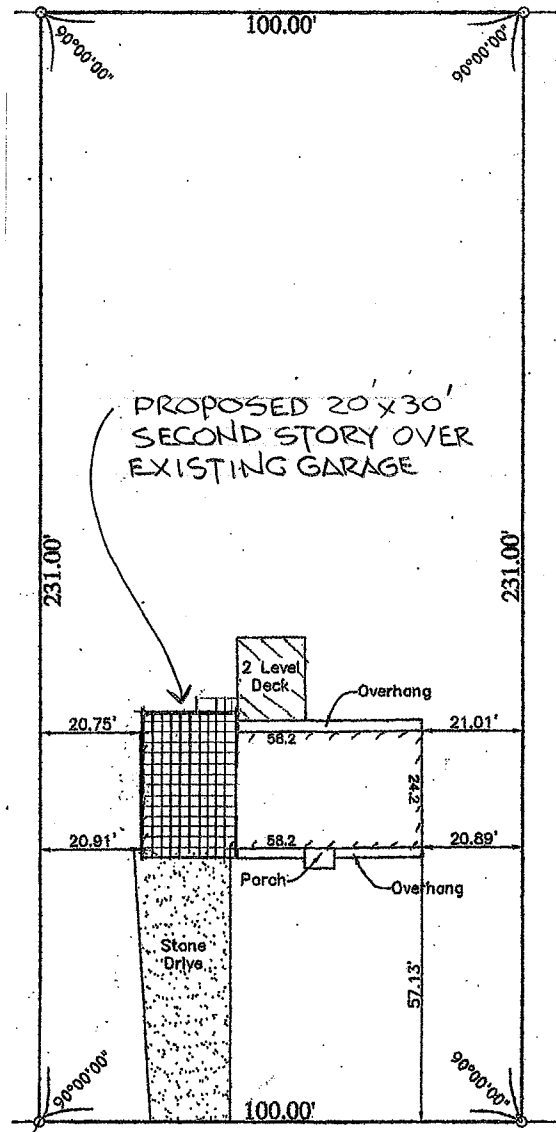 100.00'
90°00'00"
90°00'00"
PROPOSED 20'x30'
SECOND STORY OVER
EXISTING GARAGE
231.00'
231.00'
2 Level
Deck
Overhang
20.75'
58.2
21.01'
24.2
20.91'
58.2
20.89'
Porch
Overhang
Stone
Drive
57.13'
90°00'00"
90°00'00"
100.00'